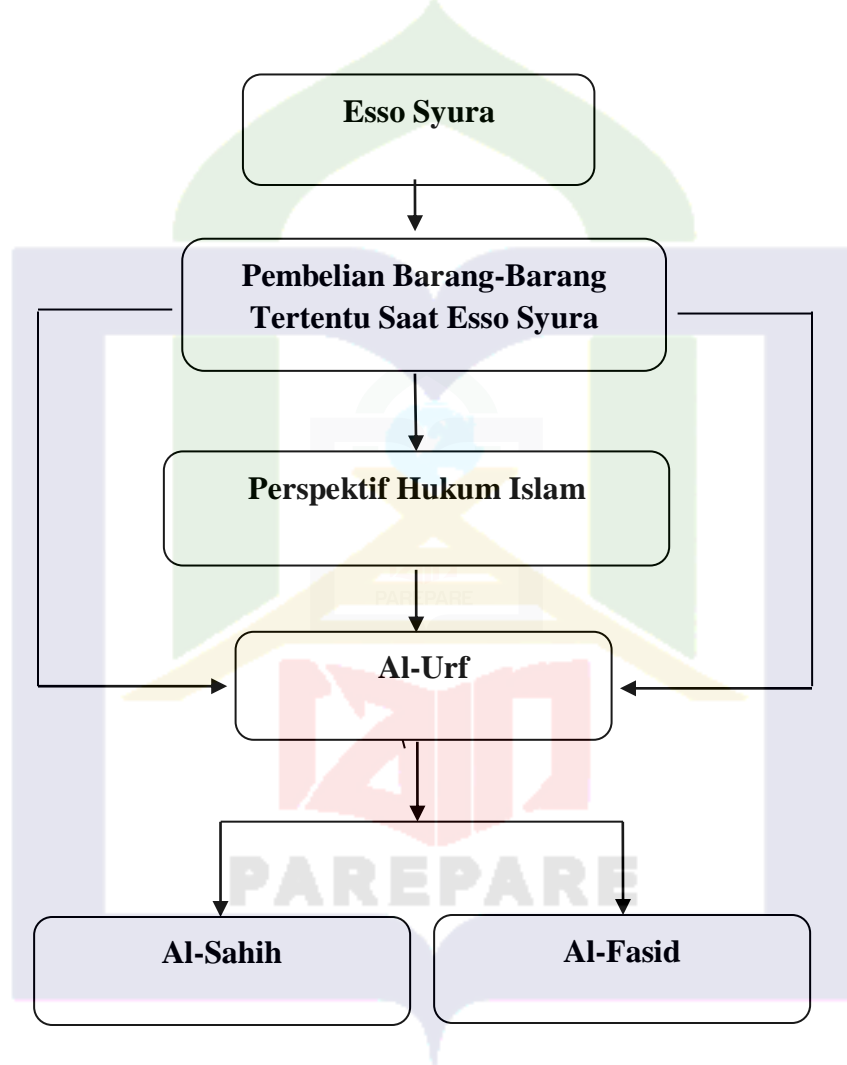 Esso Syura
Pembelian Barang-Barang
Tertentu Saat Esso Syura
Perspektif Hukum Islam
PAREPARE
Al-Urf
PAREPARE
Al-Sahih
Al-Fasid